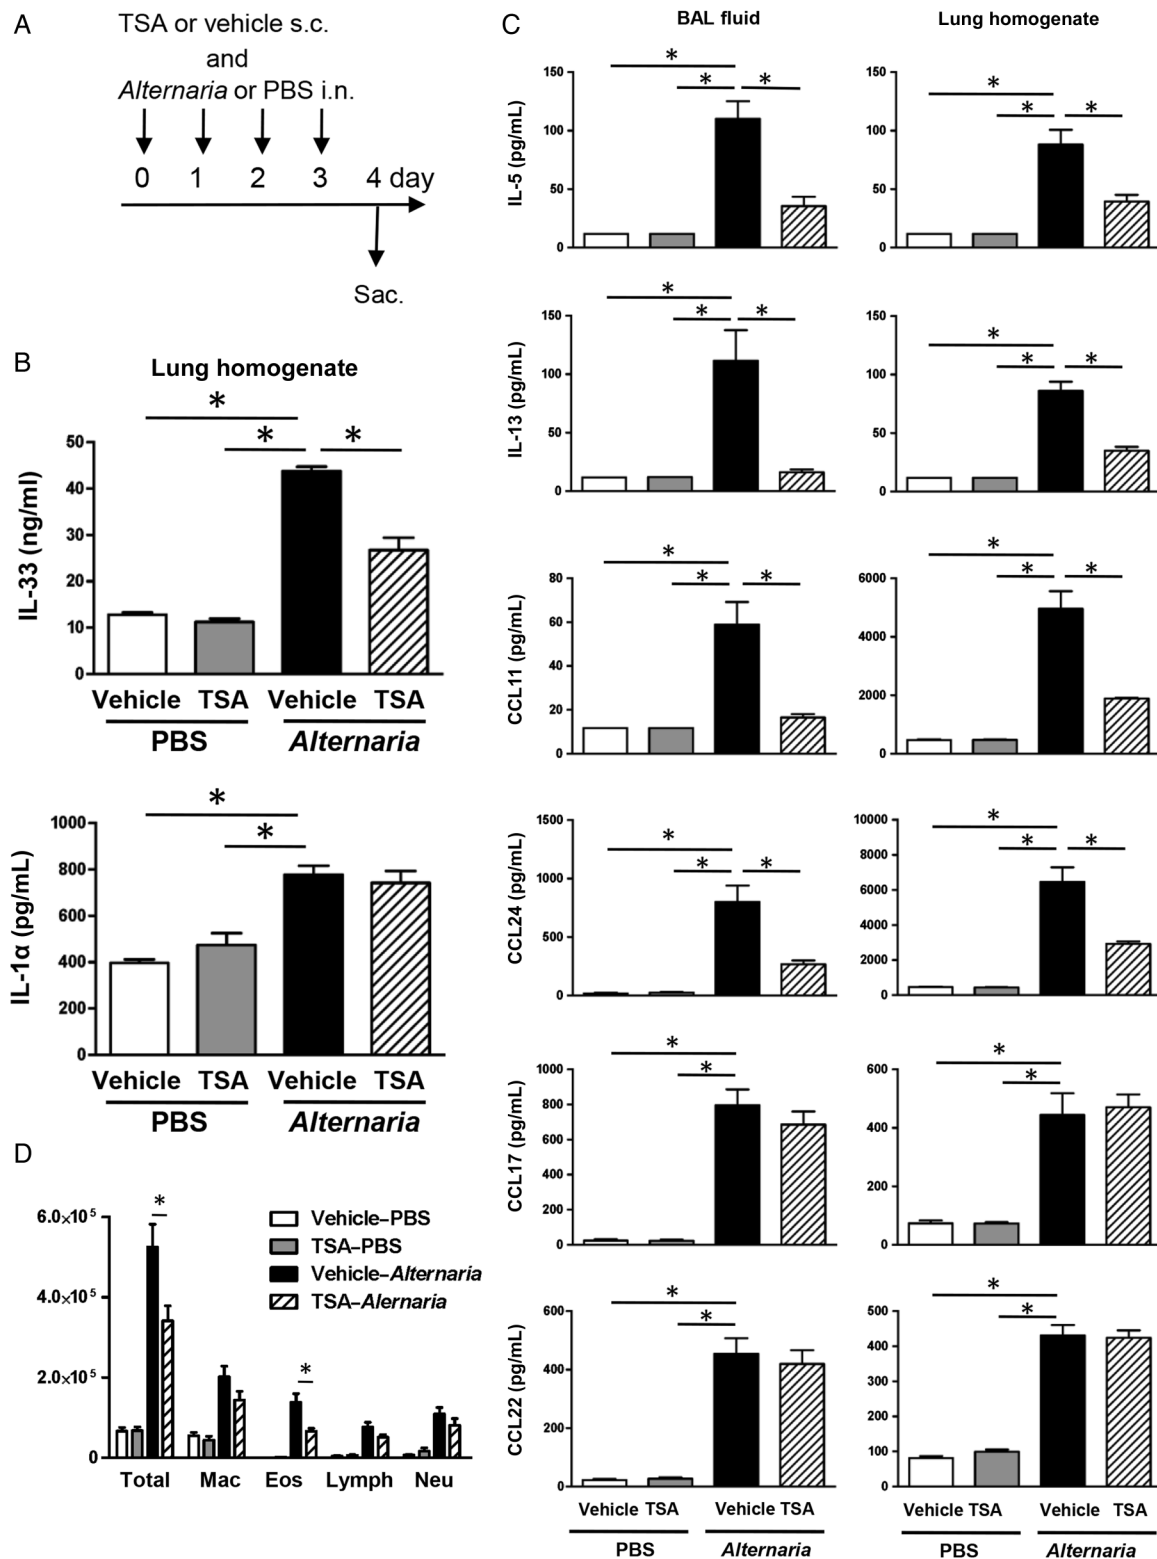 A
TSA or vehicle s.c.
and
Alternaria or PBS i.n.
0 1 2 3 4 day
Sac.
B
Lung homogenate
* * *
IL-33 (ng/ml)
50
40
30
20
10
0
Vehicle TSA Vehicle TSA
PBS Alternaria
* *
IL-1α (pg/mL)
1000
800
600
400
200
0
Vehicle TSA Vehicle TSA
PBS Alternaria
D
6.0×10⁵
4.0×10⁵
2.0×10⁵
0
* *
Vehicle–PBS
TSA–PBS
Vehicle–Alternaria
TSA–Alernaria
Total Mac Eos Lymph Neu
C
BAL fluid
Lung homogenate
* * *
IL-5 (pg/mL)
150
100
50
0
* * *
150
100
50
0
* * *
IL-13 (pg/mL)
150
100
50
0
* * *
150
100
50
0
* * *
CCL11 (pg/mL)
80
60
40
20
0
* * *
6000
4000
2000
0
* * *
CCL24 (pg/mL)
1500
1000
500
0
* * *
10000
8000
6000
4000
2000
0
* *
CCL17 (pg/mL)
1000
800
600
400
200
0
* *
600
400
200
0
* *
CCL22 (pg/mL)
600
400
200
0
* *
500
400
300
200
100
0
Vehicle TSA Vehicle TSA
PBS Alternaria
Vehicle TSA Vehicle TSA
PBS Alternaria